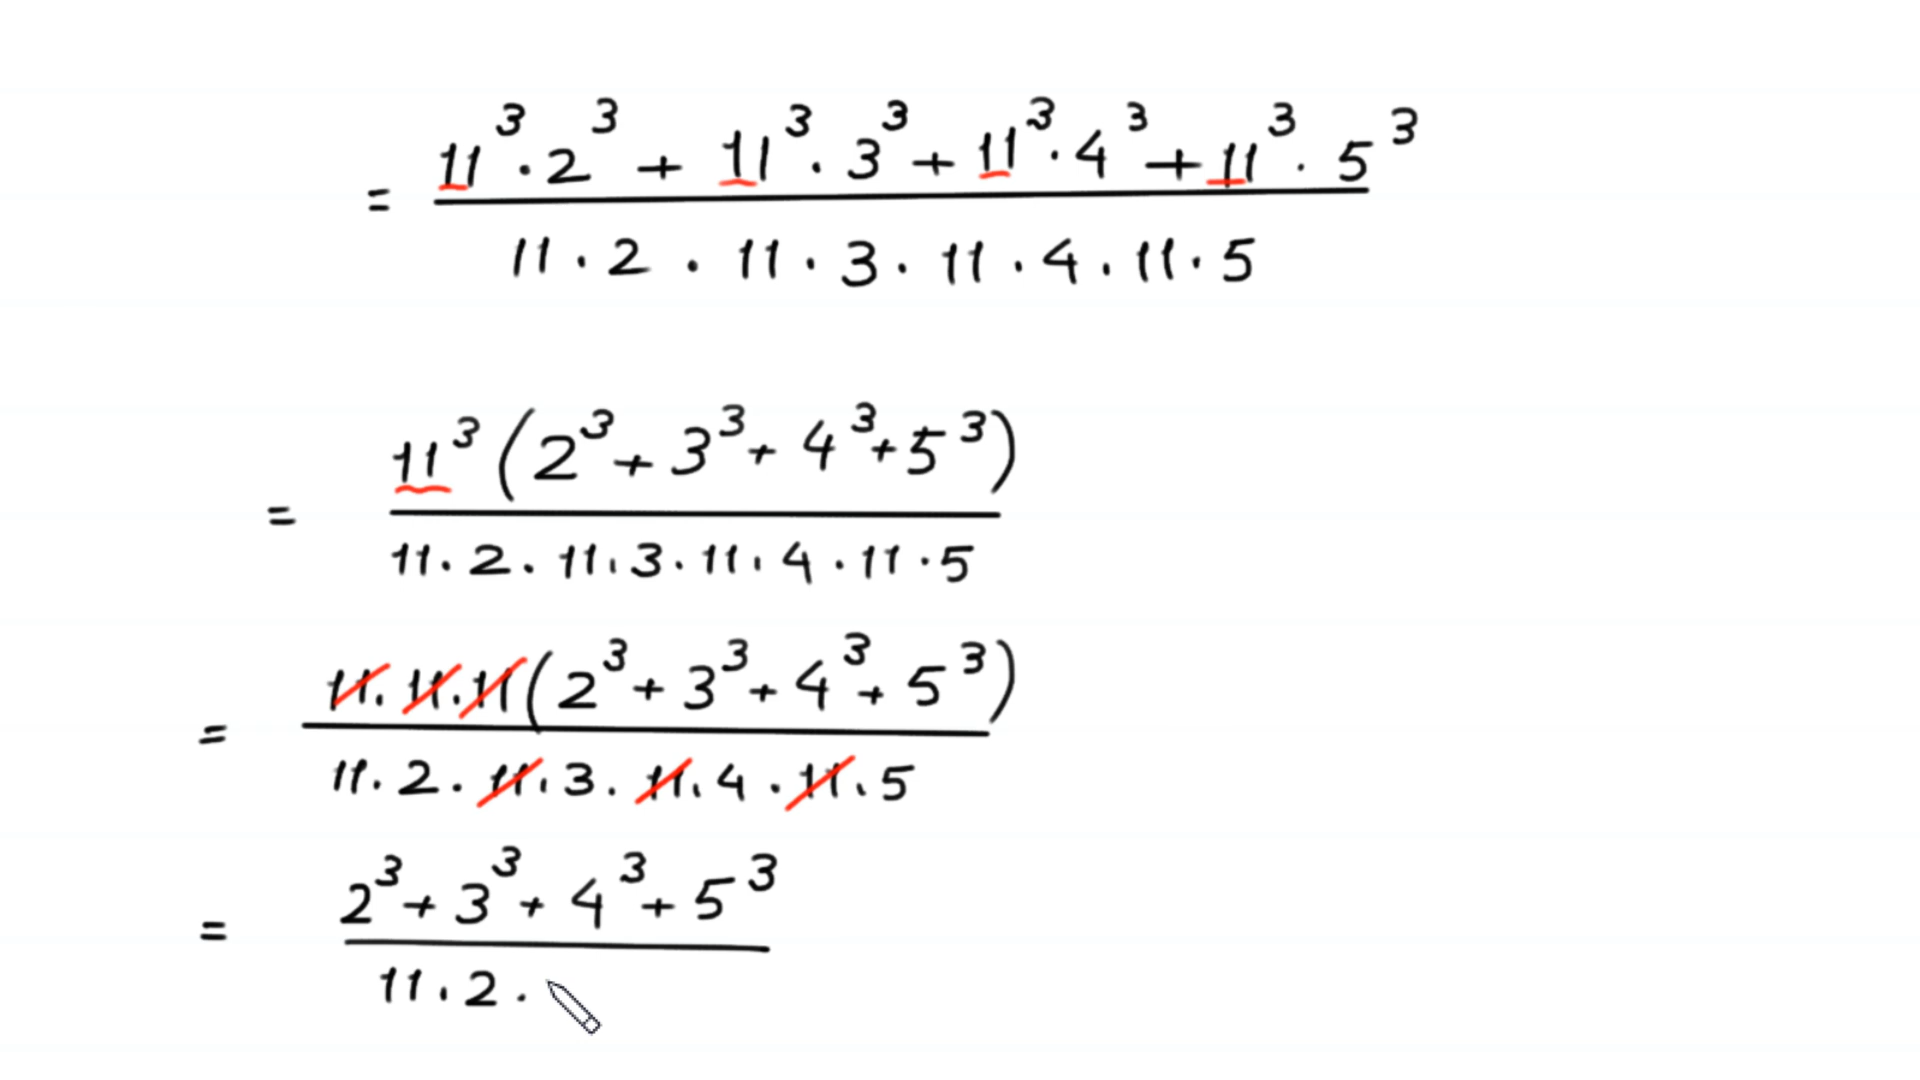 = 11³ · 2³ + 11³ · 3³ + 11³ · 4³ + 11³ · 5³
11 · 2 · 11 · 3 · 11 · 4 · 11 · 5
= 11³ (2³ + 3³ + 4³ + 5³)
11 · 2 · 11 · 3 · 11 · 4 · 11 · 5
= 11 · 11 · 11 (2³ + 3³ + 4³ + 5³)
11 · 2 · 11 · 3 · 11 · 4 · 11 · 5
= 2³ + 3³ + 4³ + 5³
11 · 2 ·